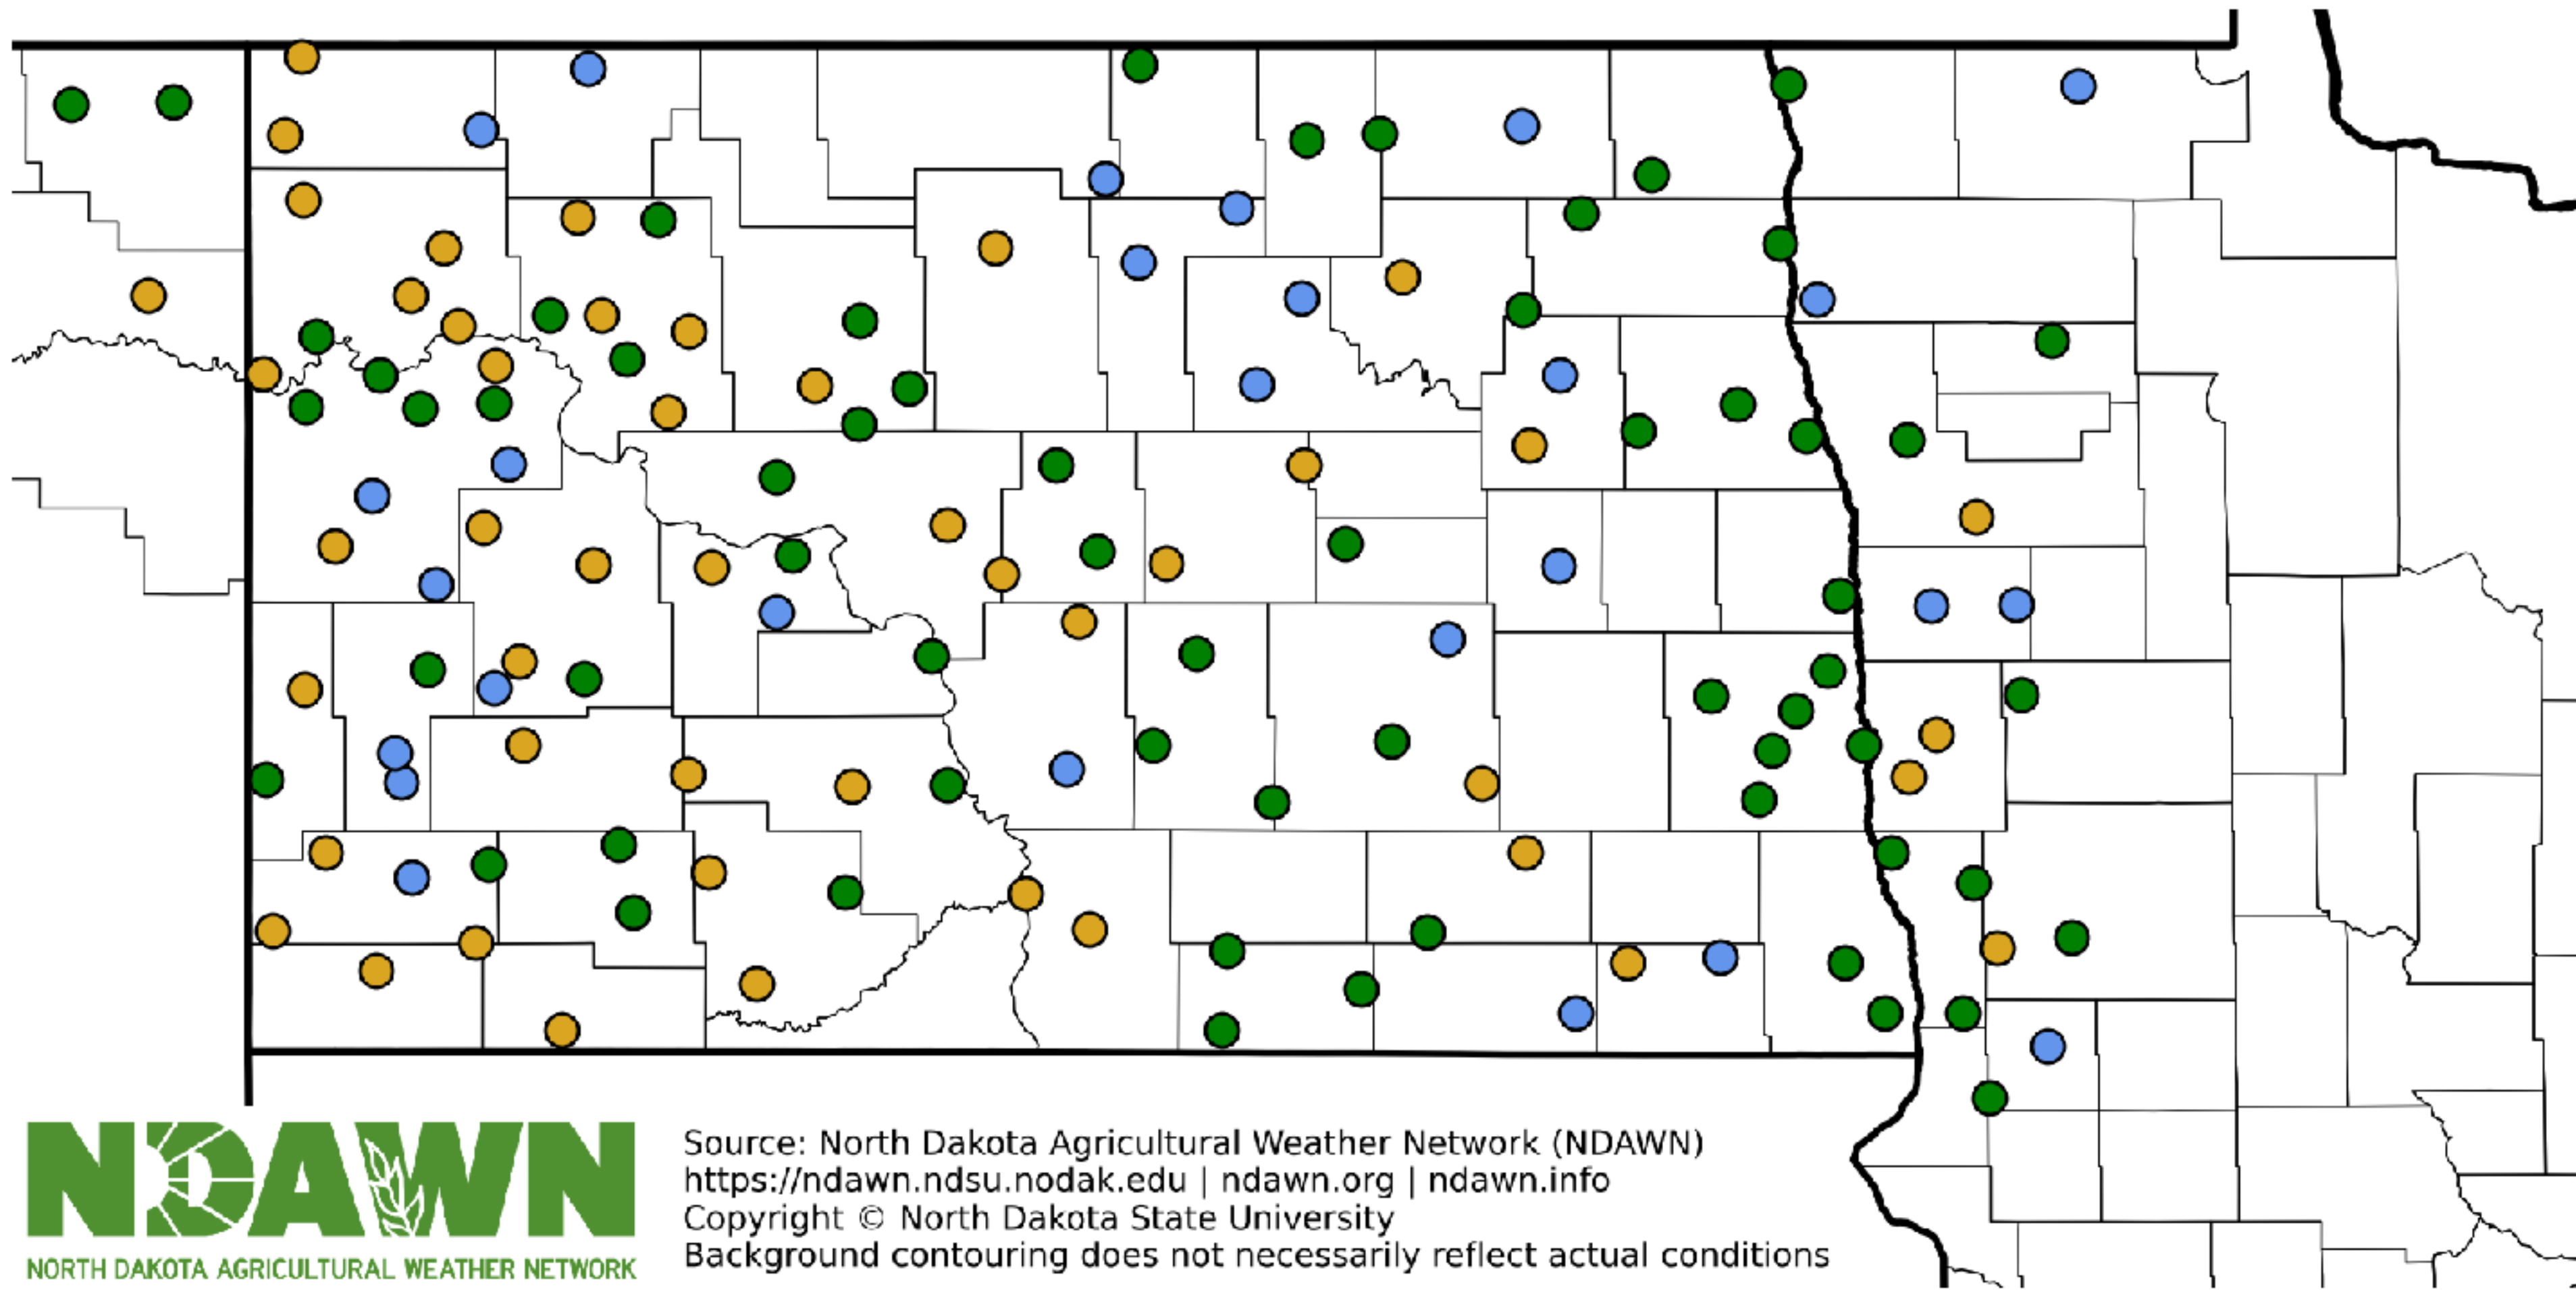 NDAWN
NORTH DAKOTA AGRICULTURAL WEATHER NETWORK
Source: North Dakota Agricultural Weather Network (NDAWN)
https://ndawn.ndsu.nodak.edu | ndawn.org | ndawn.info
Copyright © North Dakota State University
Background contouring does not necessarily reflect actual conditions